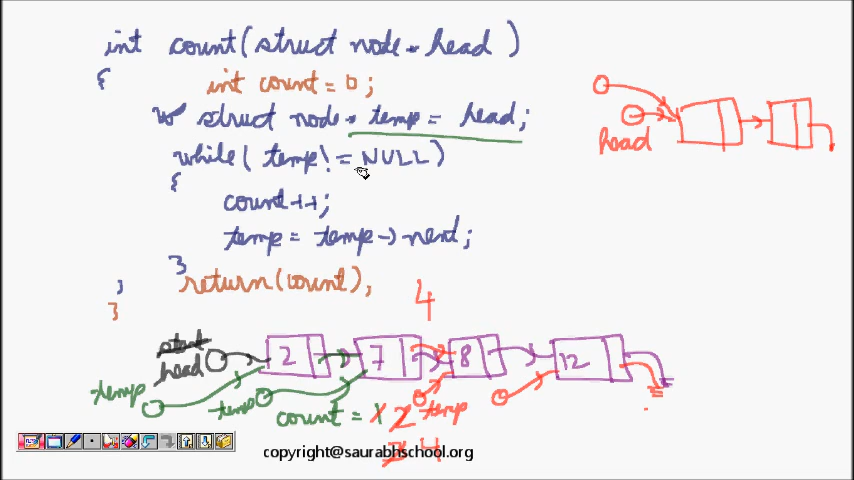 int count(struct node * head )
{ int count = 0 ;
struct node * temp = head;
while( temp! = NULL)
{
count++;
temp = temp->next;
}
return(count);
}
head
4
start
head
2 7 8 12
temp
temp
count = 1 2 temp
3 4
copyright@saurabhschool.org